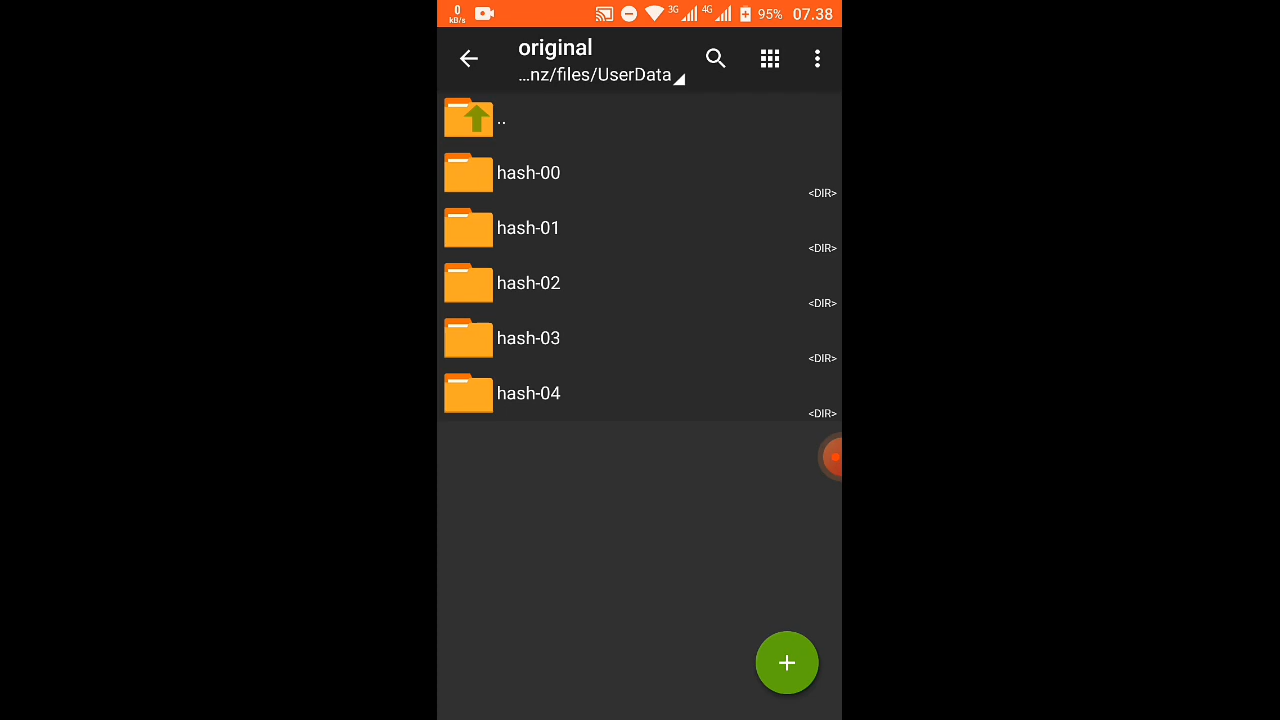 0
kB/s
3G
4G
95%
07.38
original
...nz/files/UserData
..
hash-00
<DIR>
hash-01
<DIR>
hash-02
<DIR>
hash-03
<DIR>
hash-04
<DIR>